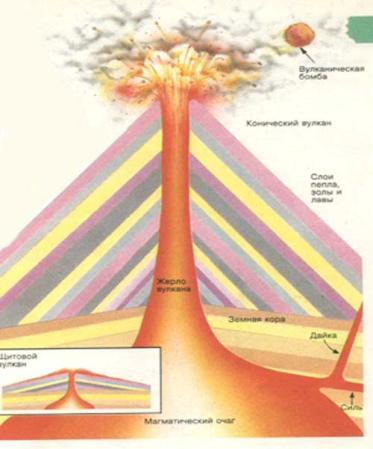 Вулканическая
бомба
Конический вулкан
Слои
пепла,
золы и
лавы
Жерло
вулкана
Земная кора
Дайка
Щитовой
вулкан
Силь
Магматический очаг